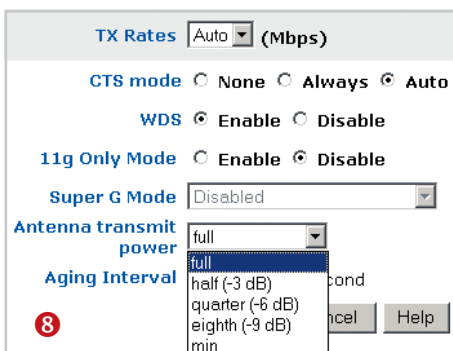 TX Rates Auto (Mbps)
CTS mode None Always Auto
WDS Enable Disable
11g Only Mode Enable Disable
Super G Mode Disabled
Antenna transmit power full
full
Aging Interval half (-3 dB)
quarter (-6 dB)
eighth (-9 dB) Help
min
8